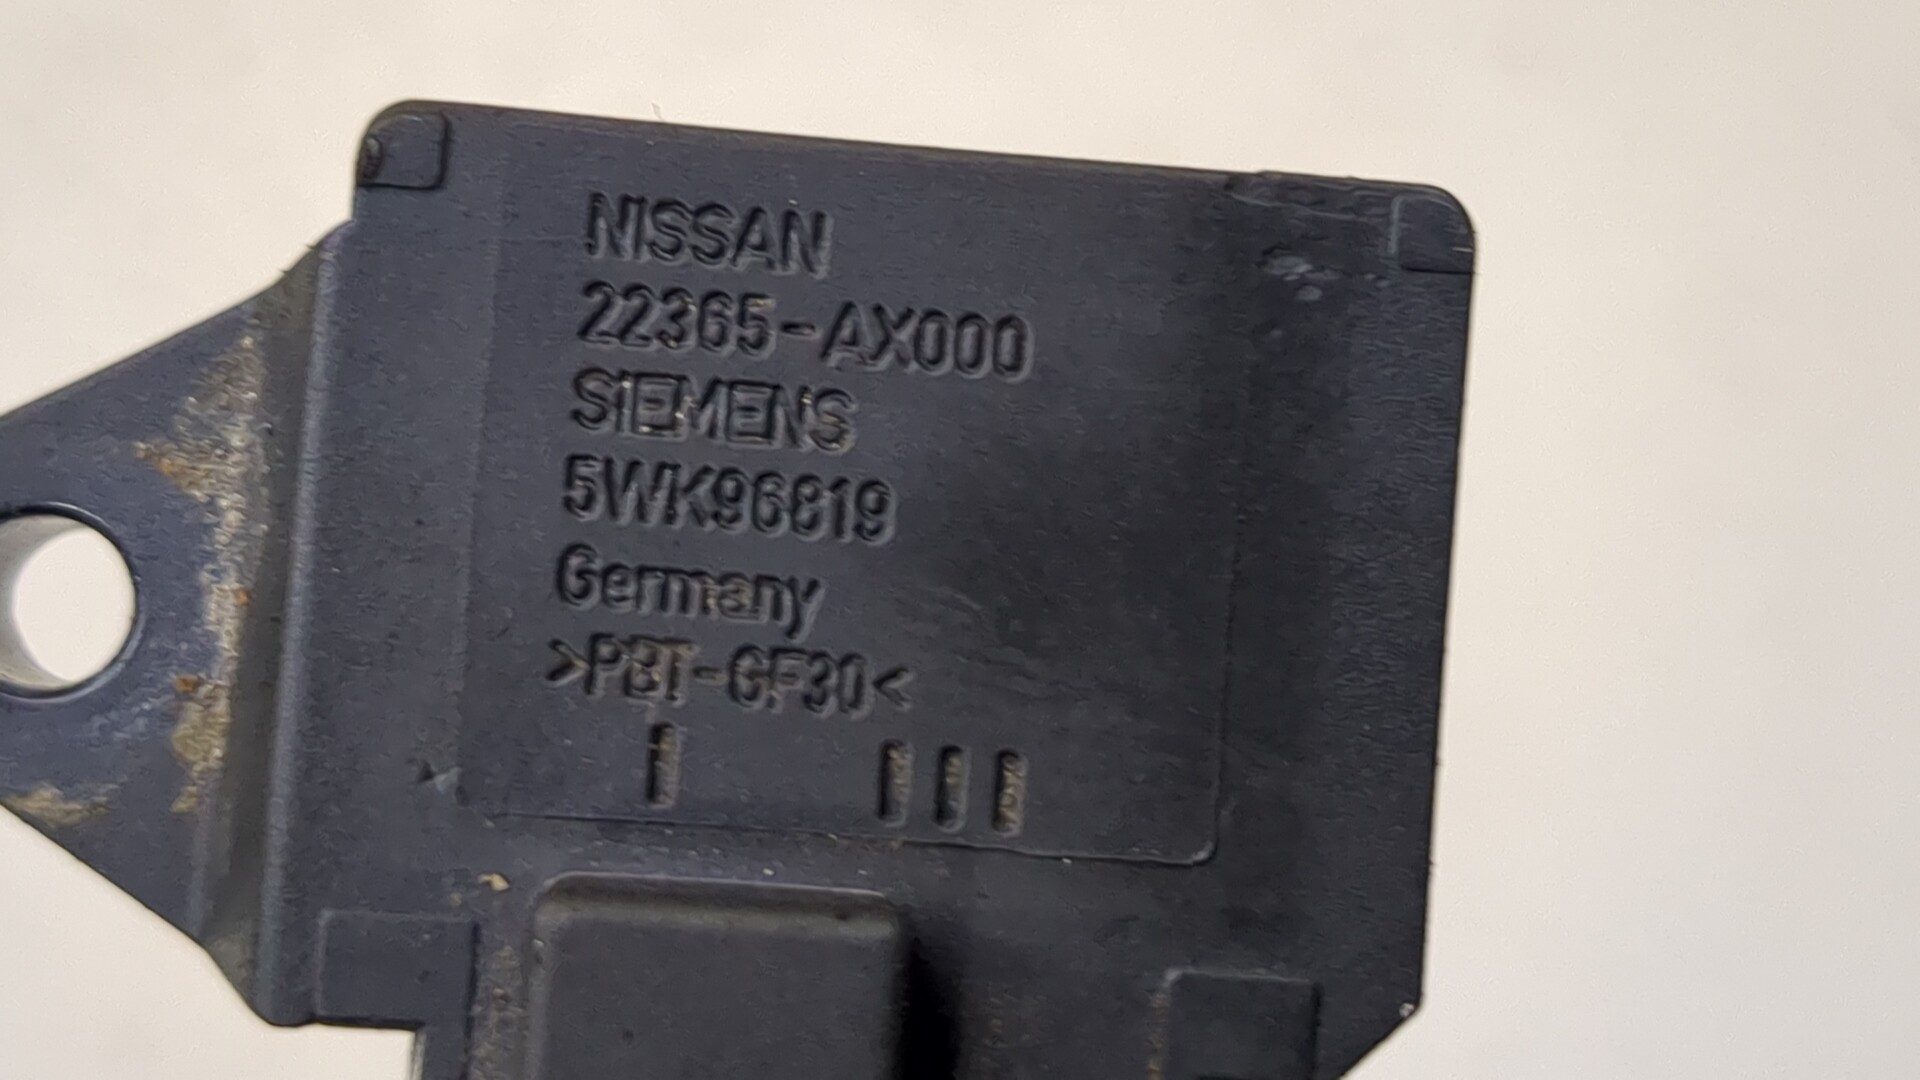 NISSAN
22365-AX000
SIEMENS
5WK96819
Germany
>PBT-GF30<